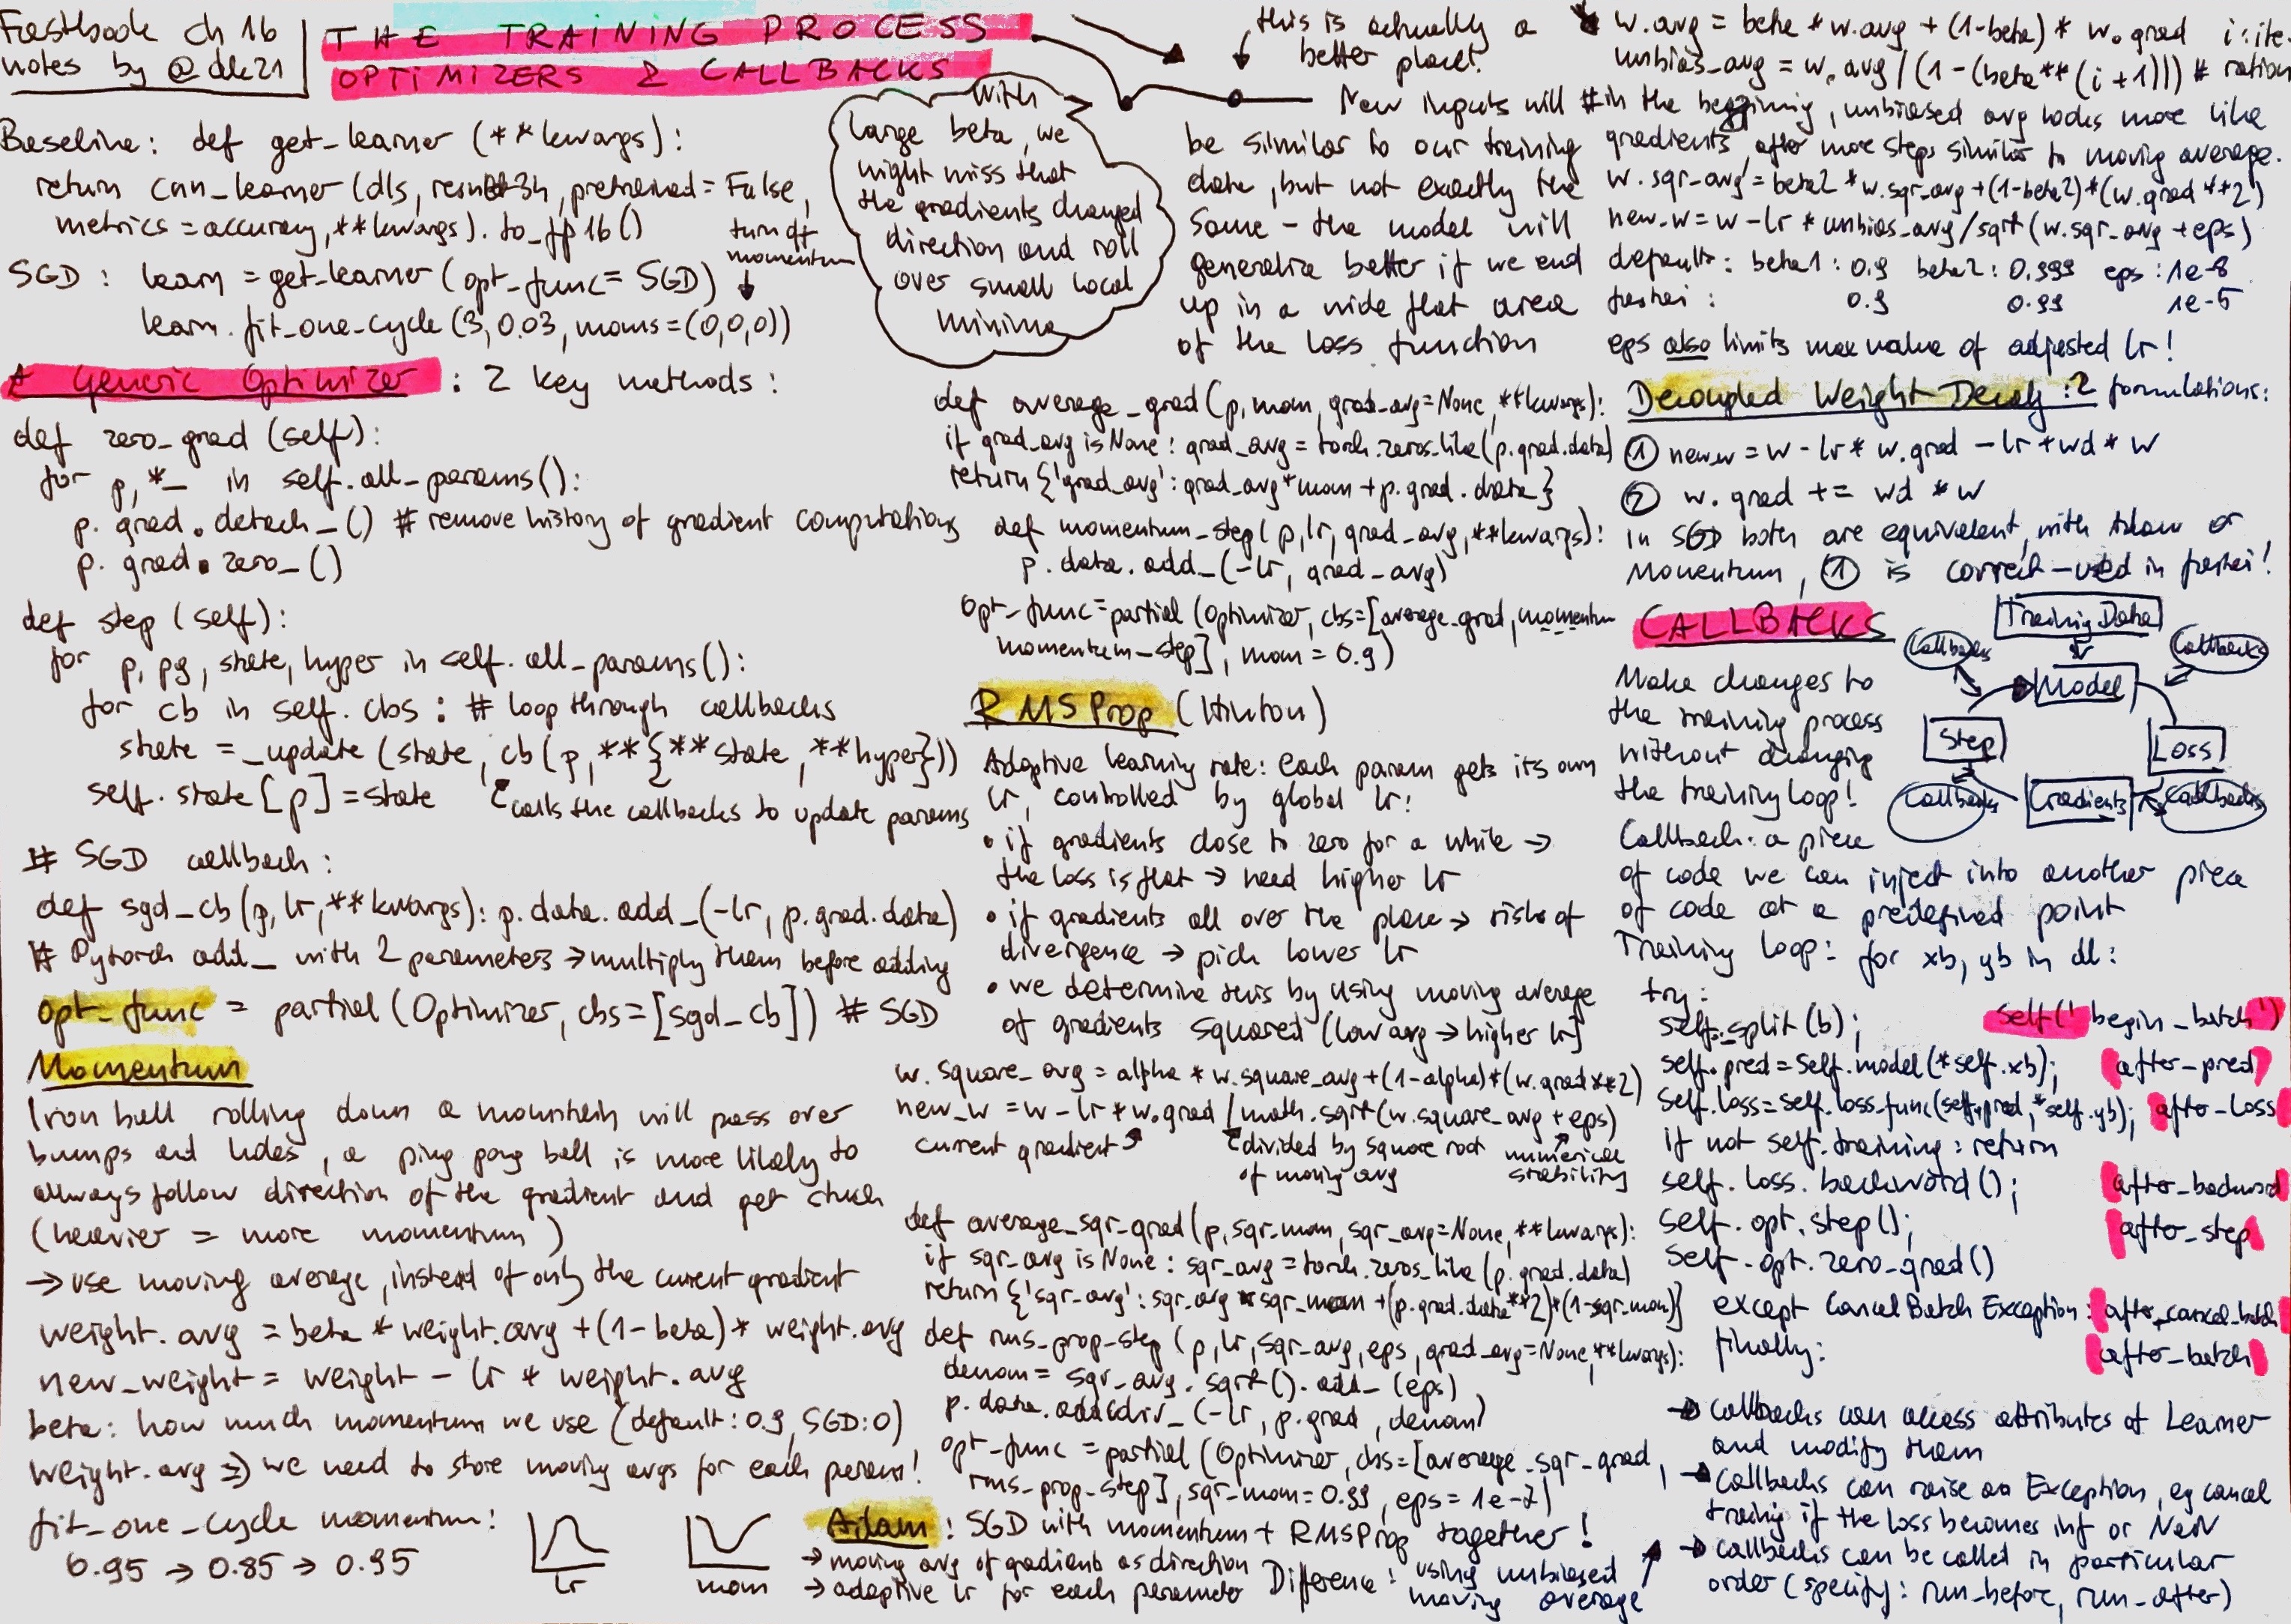 Fastbook ch 16
notes by @dlc21
THE TRAINING PROCESS
OPTIMIZERS & CALLBACKS
Baseline: def get_learner (**kwargs):
return cnn_learner (dls, resnet34, pretrained = False,
metrics = accuracy, **kwargs). to_fp16()
SGD: learn = get_learner (opt_func = SGD)
turn off
momentum
learn.fit_one_cycle (3, 0.03, moms = (0,0,0))
A Generic Optimizer : 2 key methods:
def zero_grad (self):
for p,*_ in self.all_params():
p. grad. detach_() # remove history of gradient computations
p. grad. zero_()
def step (self):
for p, pg, state, hyper in self. all_params():
for cb in self. cbs : # loop through callbacks
state = _update (state, cb (p, **{**state, **hyper}))
self. state [p] = state
calls the callbacks to update params
# SGD callback:
def sgd_cb (p, lr, **kwargs): p.data. add_(-lr, p.grad.data)
# Pytorch add_ with 2 parameters → multiply them before adding
opt_func = partial (Optimizer, cbs = [sgd_cb]) # SGD
Momentum
Iron ball rolling down a mountain will pass over
bumps and holes, a ping pong ball is more likely to
always follow direction of the gradient and get stuck
(heavier = more momentum)
→ use moving average, instead of only the current gradient
weight. avg = beta * weight.avg + (1-beta) * weight.avg
new_weight = weight - lr * weight.avg
beta: how much momentum we use (default: 0.9, SGD: 0)
weight.avg ⇒ we need to store moving avgs for each param!
fit_one_cycle momentum:
0.95 → 0.85 → 0.95
lr
mom
With
large beta, we
might miss that
the gradients changed
direction and roll
over small local
minima
this is actually a
better place!
New inputs will
be similar to our training
data, but not exactly the
same - the model will
generalize better if we end
up in a wide flat area
of the loss function
def average_grad (p, mom, grad_avg=None, **kwargs):
if grad_avg is None: grad_avg = torch.zeros_like(p.grad.data)
return {'grad_avg': grad_avg*mom + p.grad. data}
def momentum_step (p, lr, grad_avg, **kwargs):
p. data. add_(-lr, grad_avg)
opt_func = partial (Optimizer, cbs = [average_grad, momentum
momentum_step], mom = 0.9)
RMS Prop (Hinton)
Adaptive learning rate: each param gets its own
lr, controlled by global lr!
• if gradients close to zero for a while →
the loss is flat → need higher lr
• if gradients all over the place → risk of
divergence → pick lower lr
• we determine this by using moving average
of gradients squared (low avg → higher lr)
w. square_avg = alpha * w.square_avg + (1-alpha)*(w.grad**2)
new_w = w - lr * w.grad / math.sqrt (w.square_avg + eps)
current gradient
divided by square root
of moving avg
numerical
stability
def average_sqr_grad (p, sqr_mom, sqr_avg=None, **kwargs):
if sqr_avg is None: sqr_avg = torch.zeros_like (p.grad.data)
return {'sqr_avg': sqr_avg * sqr_mom + (p.grad.data**2)*(1-sqr_mom)}
def rms_prop_step (p, lr, sqr_avg, eps, grad_avg=None, **kwargs):
denom = sqr_avg. sqrt(). add_ (eps)
p. data. addcdiv_ (-lr, p.grad, denom)
opt_func = partial (Optimizer, cbs = [average_sqr_grad,
rms_prop_step], sqr_mom = 0.99, eps = 1e-7)
Adam: SGD with momentum + RMSProp together!
→ moving avg of gradients as direction
→ adaptive lr for each parameter
Difference: using unbiased
moving average
w.avg = beta * w.avg + (1-beta) * w.grad i: ite-
unbias_avg = w.avg / (1 - (beta**(i+1))) # ration
# in the beginning, unbiased avg looks more like
gradients, after more steps similar to moving average.
w.sqr_avg = beta2 * w.sqr_avg + (1-beta2)*(w.grad**2)
new_w = w - lr * unbias_avg / sqrt (w.sqr_avg + eps)
default: beta1: 0.9 beta2: 0.999 eps: 1e-8
fastai: 0.9 0.99 1e-5
eps also limits max value of adjusted lr!
Decoupled Weight Decay: 2 formulations:
① new_w = w - lr * w.grad - lr * wd * w
② w. grad += wd * w
in SGD both are equivalent, with Adam or
Momentum, ① is correct - used in fastai!
CALLBACKS
Training Data
Callbacks
Callbacks
Model
Step
Loss
Callbacks
Gradients
Callbacks
Make changes to
the training process
without changing
the training loop!
Callback: a piece
of code we can inject into another piece
of code at a predefined point
Training loop: for xb, yb in dl:
try:
self.split (b); self('begin_batch')
self.pred = self.model (*self.xb); after_pred
self.loss = self.loss_func (self.pred, *self.yb); after_loss
if not self.training: return
self. loss. backward (); after_backward
self. opt. step(); after_step
self. opt. zero_grad()
except Cancel Batch Exception: after_cancel_batch
finally: after_batch
→ callbacks can access attributes of Learner
and modify them
→ callbacks can raise an Exception, eg cancel
training if the loss becomes inf or NaN
→ callbacks can be called in particular
order (specify: run_before, run_after)